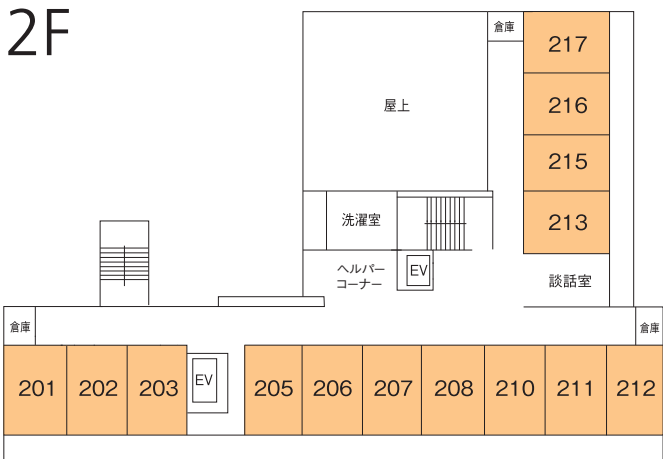 2F
倉庫
217
屋上
216
215
洗濯室
213
ヘルパー
コーナー
EV
談話室
倉庫
倉庫
201
202
203
EV
205
206
207
208
210
211
212